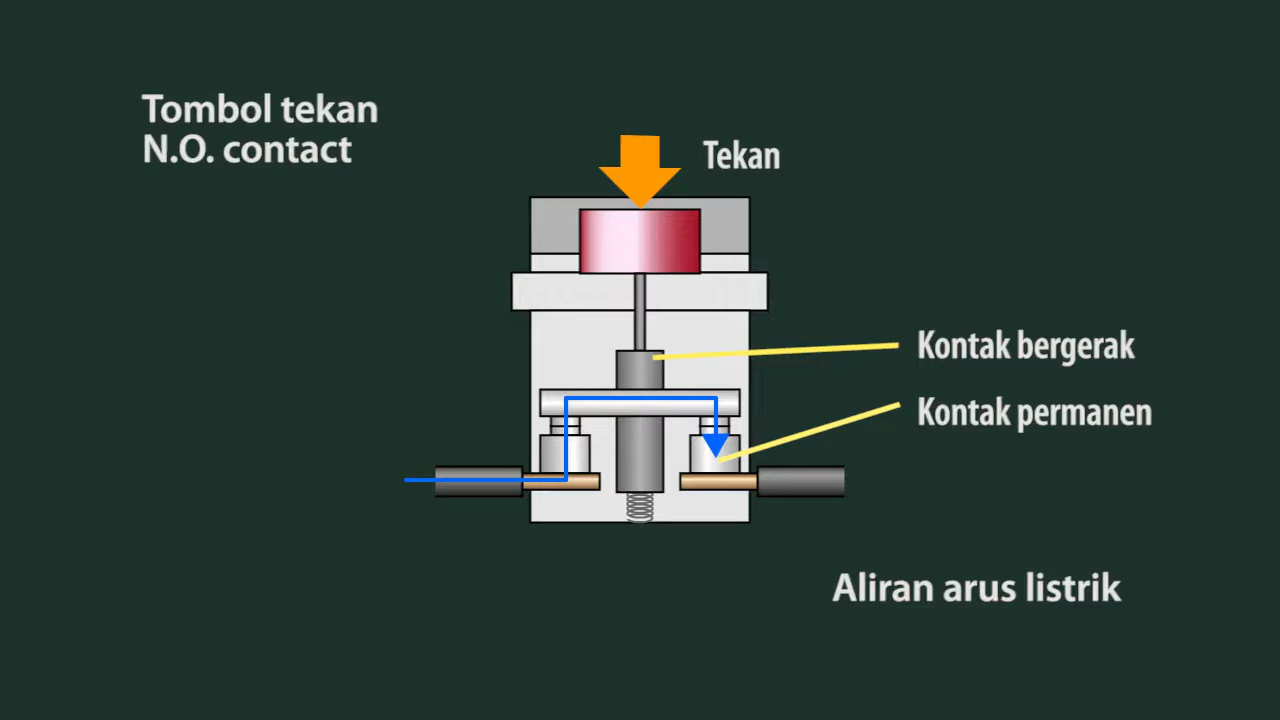 Tombol tekan
N.O. contact
Tekan
Kontak bergerak
Kontak permanen
Aliran arus listrik